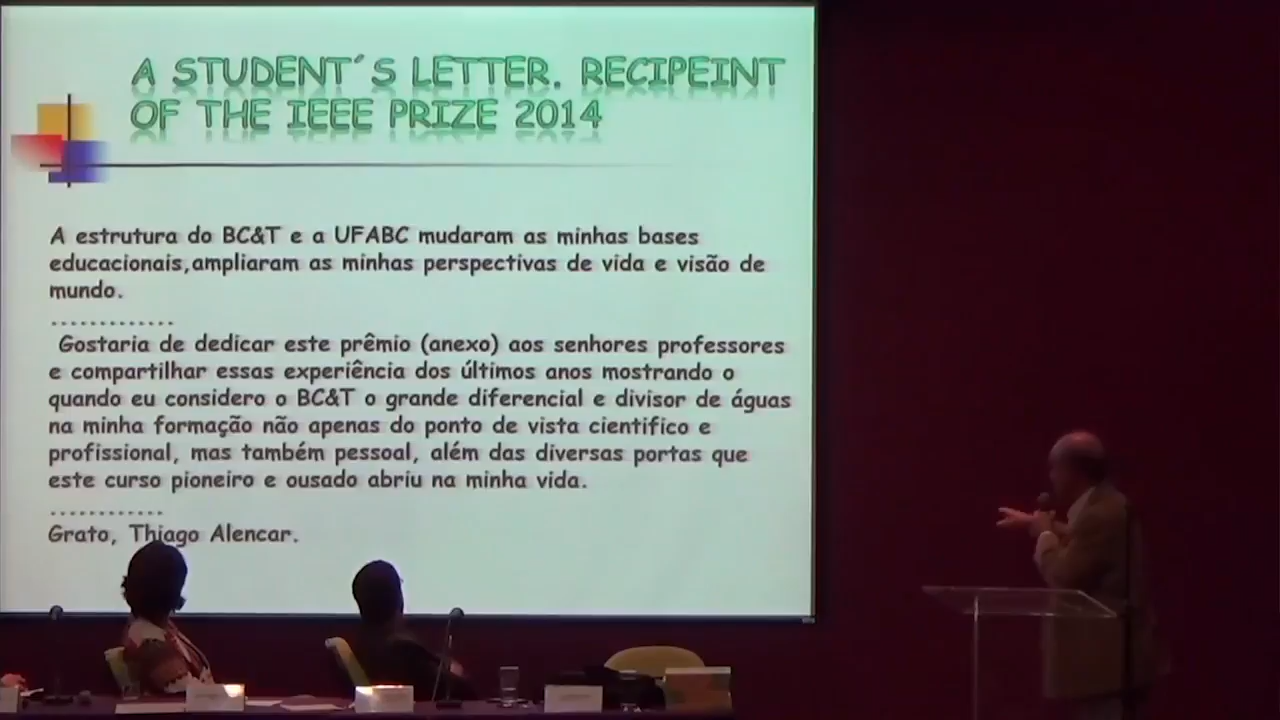 A STUDENT´S LETTER. RECIPEINT
OF THE IEEE PRIZE 2014
A estrutura do BC&T e a UFABC mudaram as minhas bases
educacionais,ampliaram as minhas perspectivas de vida e visão de
mundo.
.............
Gostaria de dedicar este prêmio (anexo) aos senhores professores
e compartilhar essas experiência dos últimos anos mostrando o
quando eu considero o BC&T o grande diferencial e divisor de águas
na minha formação não apenas do ponto de vista cientifico e
profissional, mas também pessoal, além das diversas portas que
este curso pioneiro e ousado abriu na minha vida.
............
Grato, Thiago Alencar.